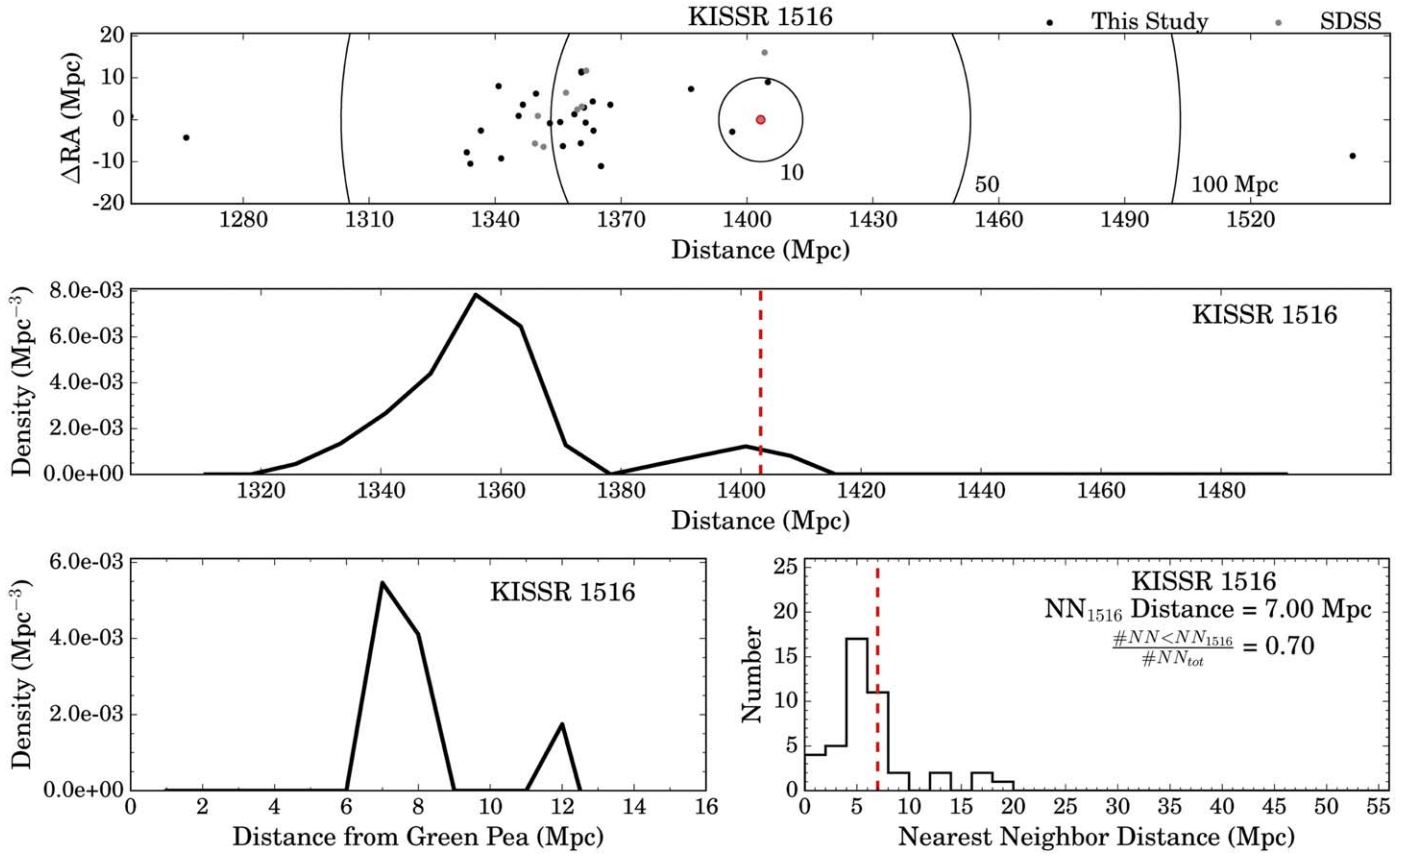 KISSR 1516
This Study
SDSS
20
10
0
-10
-20
ΔRA (Mpc)
10
50
100 Mpc
1280 1310 1340 1370 1400 1430 1460 1490 1520
Distance (Mpc)
8.0e-03
6.0e-03
4.0e-03
2.0e-03
0.0e+00
Density (Mpc⁻³)
KISSR 1516
1320 1340 1360 1380 1400 1420 1440 1460 1480
Distance (Mpc)
6.0e-03
4.0e-03
2.0e-03
0.0e+00
Density (Mpc⁻³)
KISSR 1516
0 2 4 6 8 10 12 14 16
Distance from Green Pea (Mpc)
25
20
15
10
5
0
Number
KISSR 1516
NN₁₅₁₆ Distance = 7.00 Mpc
#NN<NN₁₅₁₆
#NNₜₒₜ
= 0.70
0 5 10 15 20 25 30 35 40 45 50 55
Nearest Neighbor Distance (Mpc)